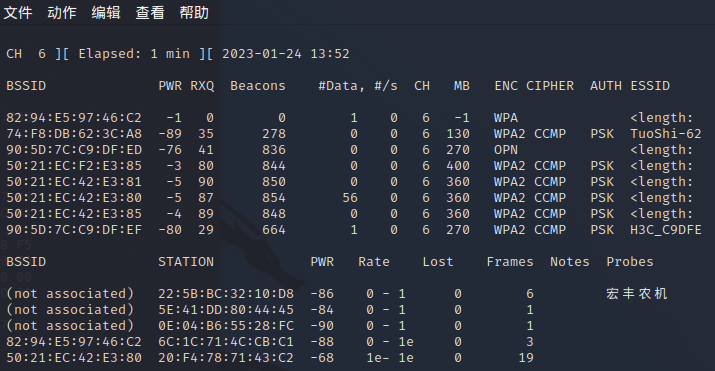 文件 动作 编辑 查看 帮助
CH 6 ][ Elapsed: 1 min ][ 2023-01-24 13:52
BSSID PWR RXQ Beacons #Data, #/s CH MB ENC CIPHER AUTH ESSID
82:94:E5:97:46:C2 -1 0 0 1 0 6 -1 WPA <length:
74:F8:DB:62:3C:A8 -89 35 278 0 0 6 130 WPA2 CCMP PSK TuoShi-62
90:5D:7C:C9:DF:ED -76 41 836 0 0 6 270 OPN <length:
50:21:EC:F2:E3:85 -3 80 844 0 0 6 400 WPA2 CCMP PSK <length:
50:21:EC:42:E3:81 -5 90 850 0 0 6 360 WPA2 CCMP PSK <length:
50:21:EC:42:E3:80 -5 87 854 56 0 6 360 WPA2 CCMP PSK <length:
50:21:EC:42:E3:85 -4 89 848 0 0 6 360 WPA2 CCMP PSK <length:
90:5D:7C:C9:DF:EF -80 29 664 1 0 6 270 WPA2 CCMP PSK H3C_C9DFE
BSSID STATION PWR Rate Lost Frames Notes Probes
(not associated) 22:5B:BC:32:10:D8 -86 0 - 1 0 6 宏丰农机
(not associated) 5E:41:DD:80:44:45 -84 0 - 1 0 1
(not associated) 0E:04:B6:55:28:FC -90 0 - 1 0 1
82:94:E5:97:46:C2 6C:1C:71:4C:CB:C1 -88 0 - 1e 0 3
50:21:EC:42:E3:80 20:F4:78:71:43:C2 -68 1e- 1e 0 19